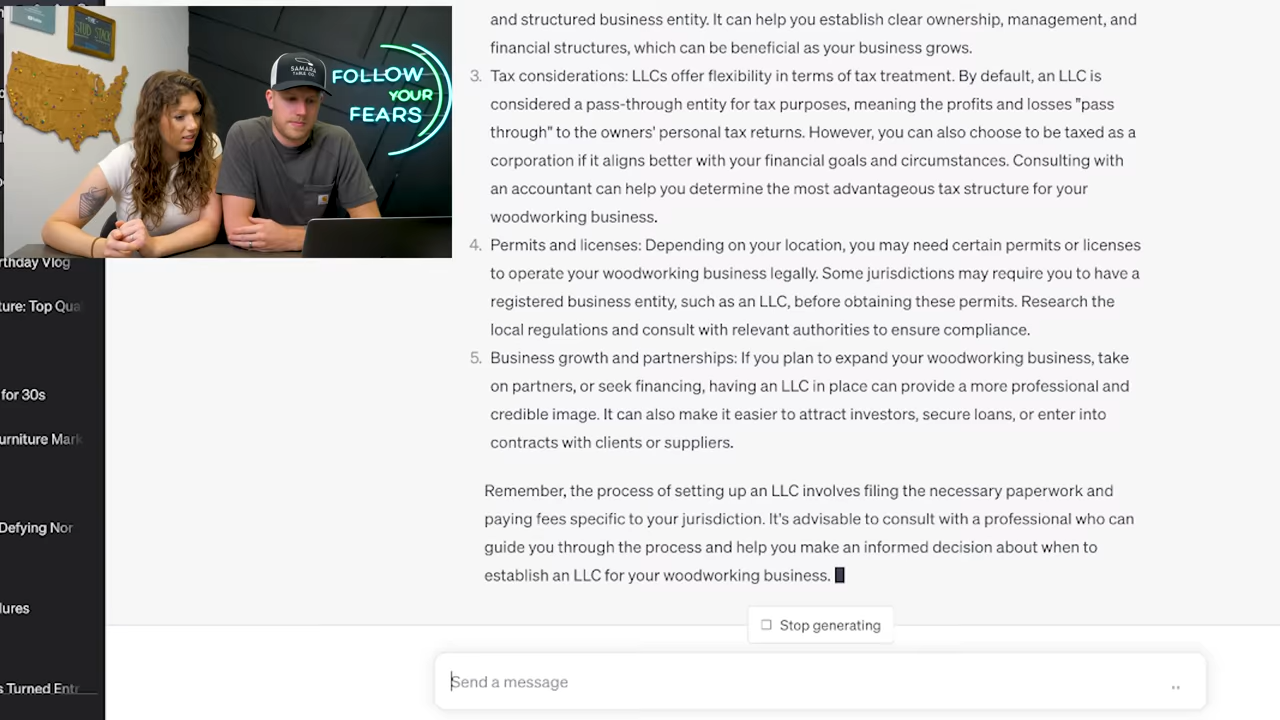 STUD STACK
SAMARA
TABLE CO.
FOLLOW
YOUR
FEARS
rthday Vlog
ture: Top Qua
for 30s
urniture Mark
Defying Nor
lures
s Turned Entr
and structured business entity. It can help you establish clear ownership, management, and
financial structures, which can be beneficial as your business grows.
3. Tax considerations: LLCs offer flexibility in terms of tax treatment. By default, an LLC is
considered a pass-through entity for tax purposes, meaning the profits and losses "pass
through" to the owners' personal tax returns. However, you can also choose to be taxed as a
corporation if it aligns better with your financial goals and circumstances. Consulting with
an accountant can help you determine the most advantageous tax structure for your
woodworking business.
4. Permits and licenses: Depending on your location, you may need certain permits or licenses
to operate your woodworking business legally. Some jurisdictions may require you to have a
registered business entity, such as an LLC, before obtaining these permits. Research the
local regulations and consult with relevant authorities to ensure compliance.
5. Business growth and partnerships: If you plan to expand your woodworking business, take
on partners, or seek financing, having an LLC in place can provide a more professional and
credible image. It can also make it easier to attract investors, secure loans, or enter into
contracts with clients or suppliers.
Remember, the process of setting up an LLC involves filing the necessary paperwork and
paying fees specific to your jurisdiction. It's advisable to consult with a professional who can
guide you through the process and help you make an informed decision about when to
establish an LLC for your woodworking business.
Stop generating
Send a message